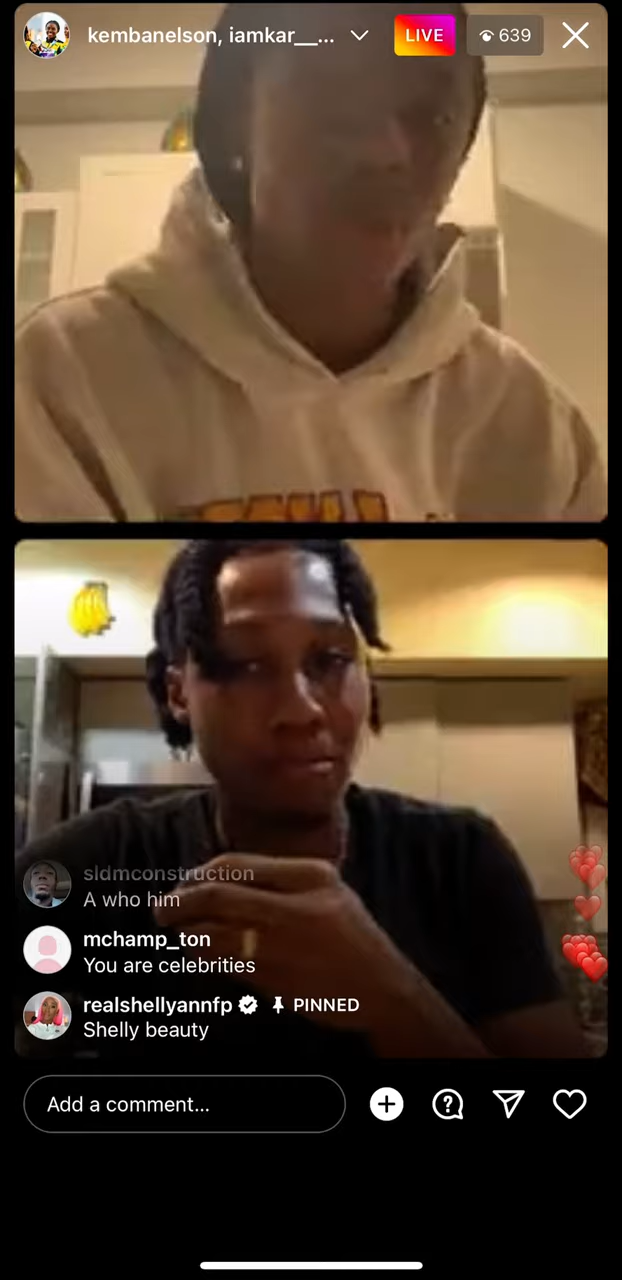 kembanelson, iamkar__...
LIVE
639
sldmconstruction
A who him
mchamp_ton
You are celebrities
realshellyannfp PINNED
Shelly beauty
Add a comment...